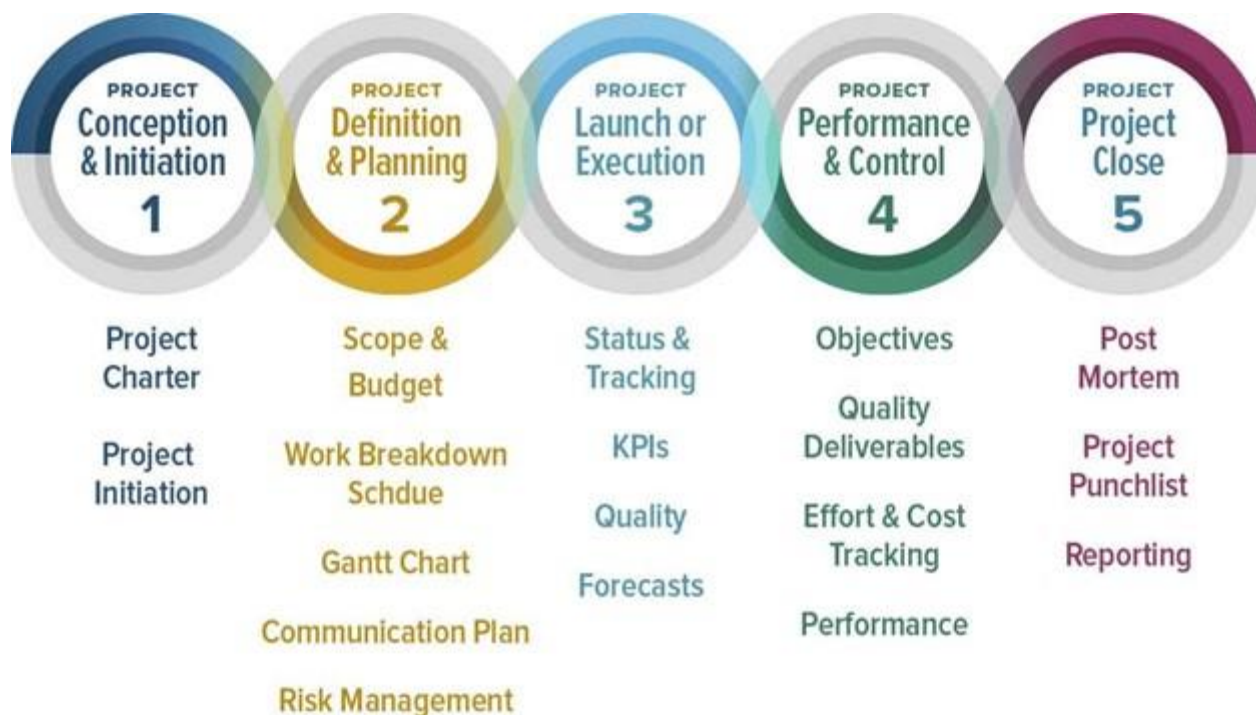 PROJECT
Conception
& Initiation
1
PROJECT
Definition
& Planning
2
PROJECT
Launch or
Execution
3
PROJECT
Performance
& Control
4
PROJECT
Project
Close
5
Project
Charter
Project
Initiation
Scope &
Budget
Work Breakdown
Schdue
Gantt Chart
Communication Plan
Risk Management
Status &
Tracking
KPIs
Quality
Forecasts
Objectives
Quality
Deliverables
Effort & Cost
Tracking
Performance
Post
Mortem
Project
Punchlist
Reporting